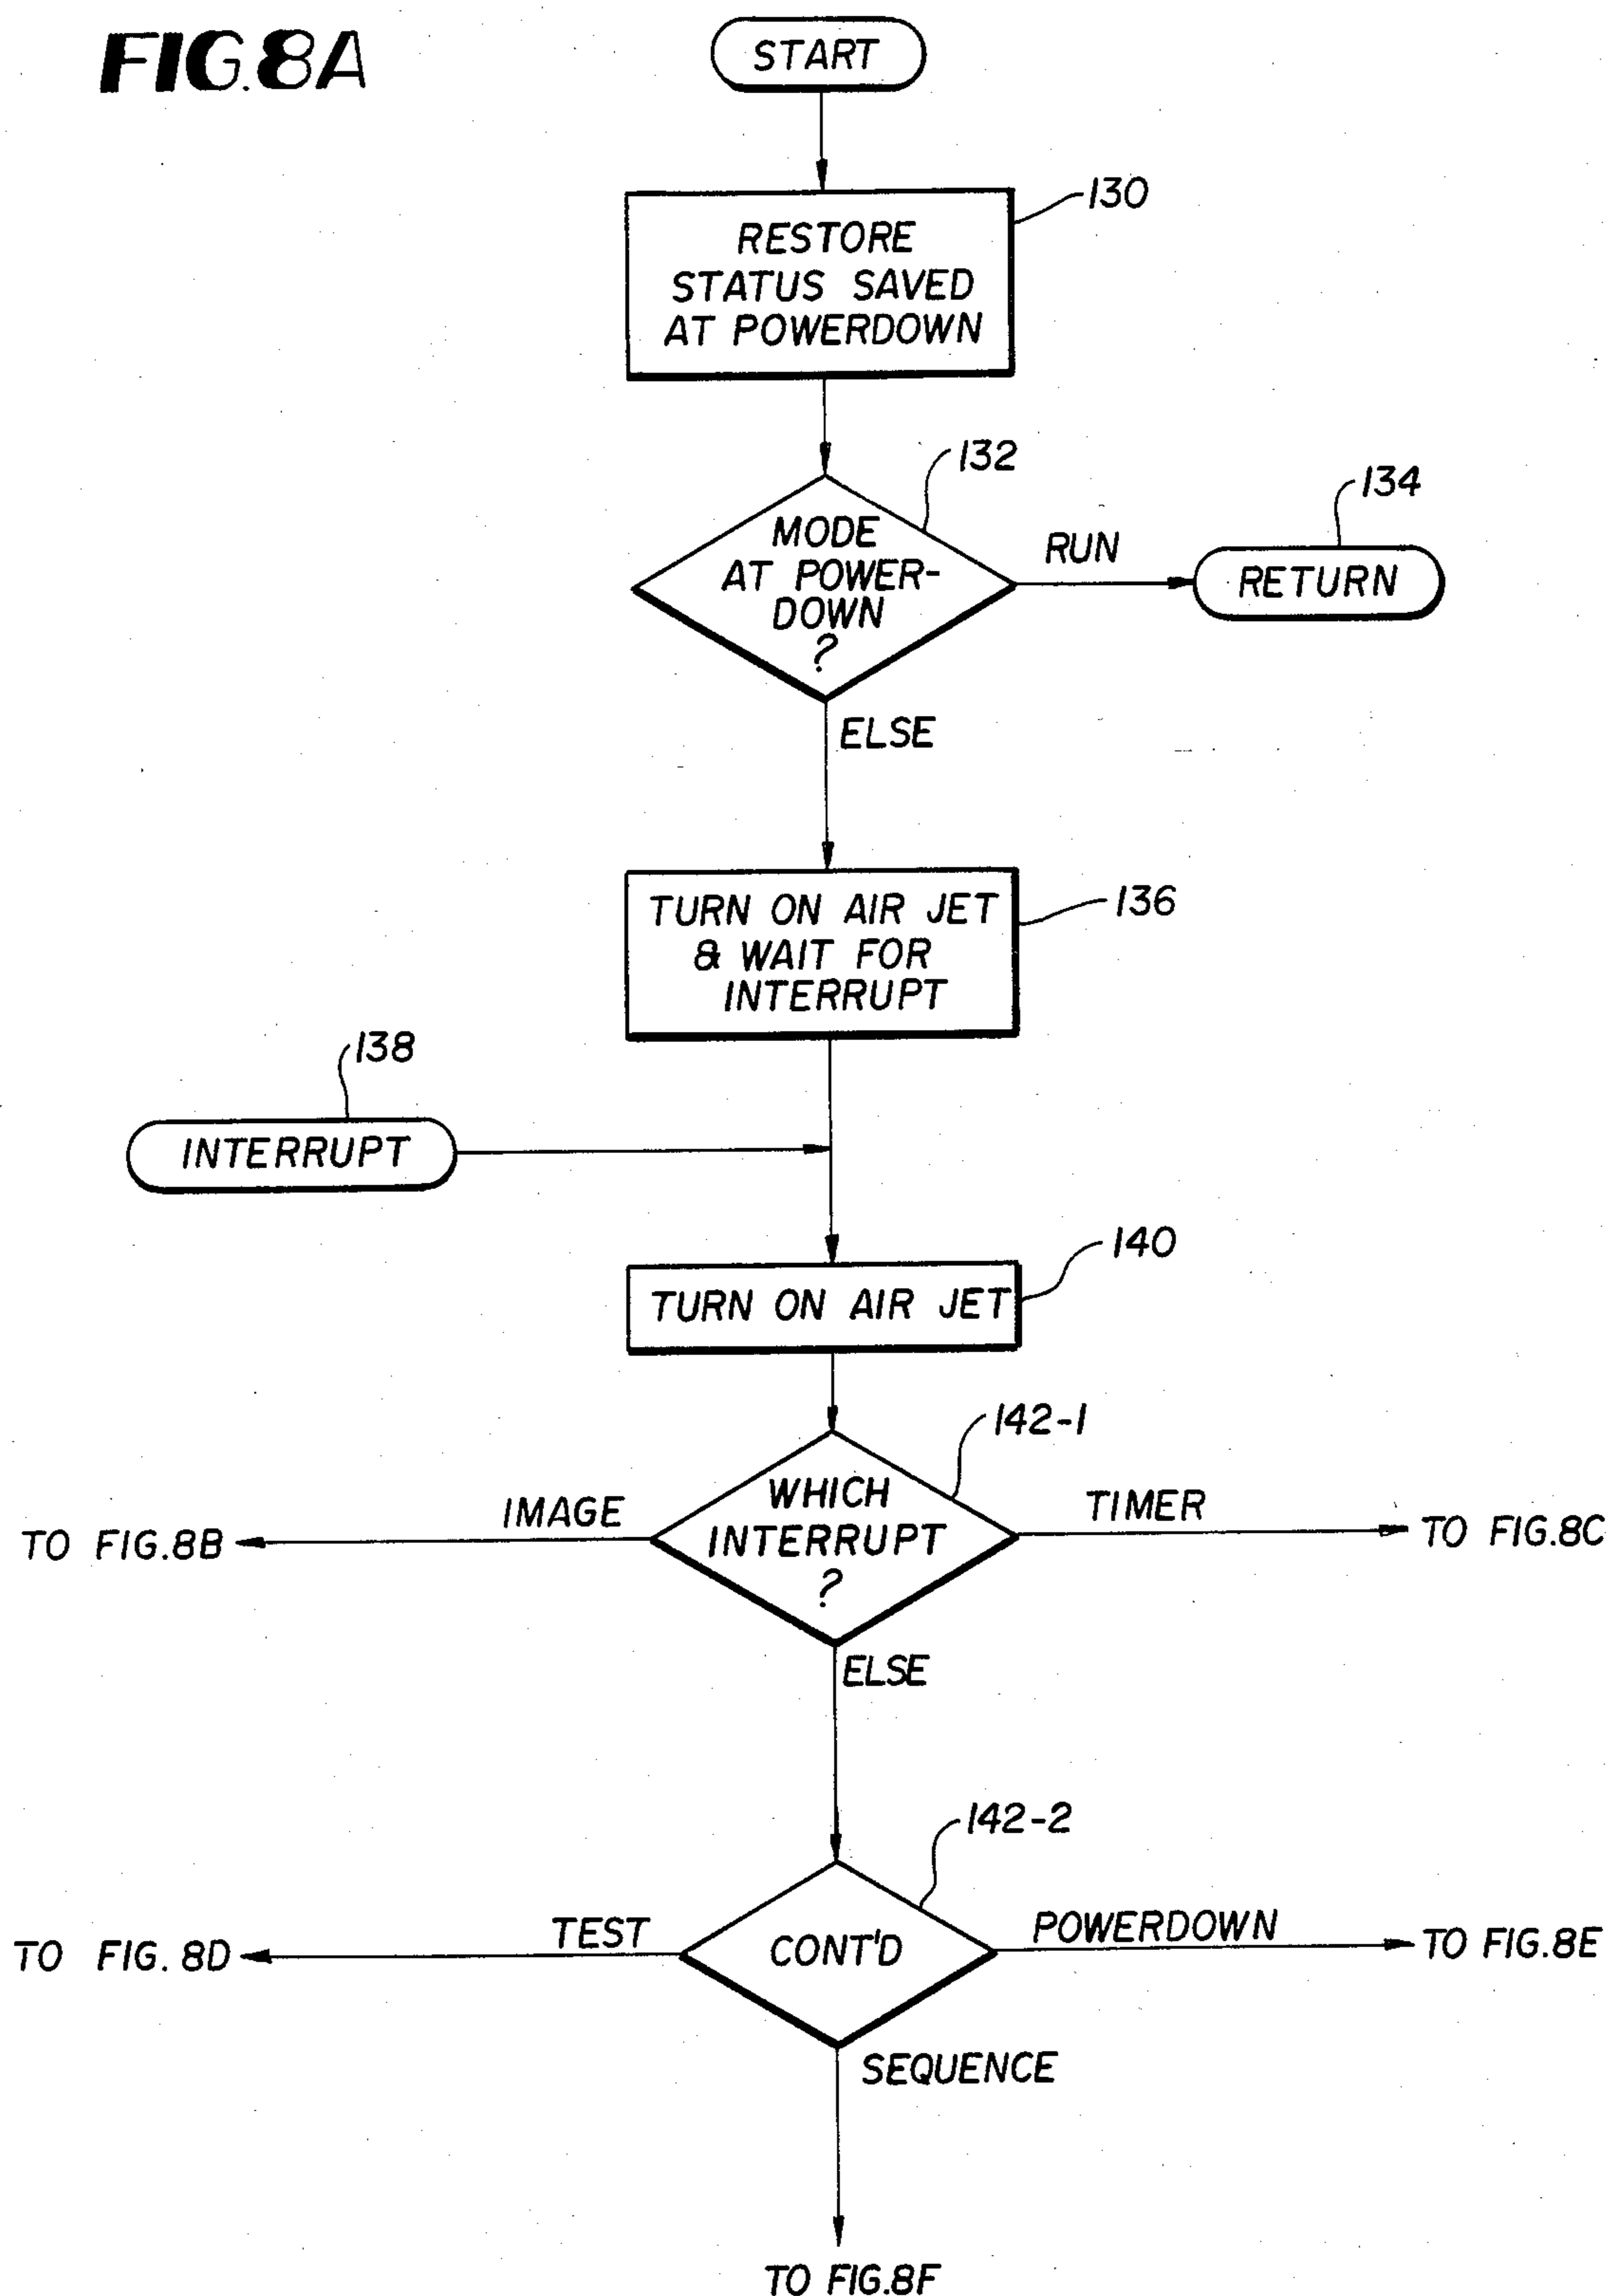 FIG.8A
START
130
RESTORE
STATUS SAVED
AT POWERDOWN
132
134
MODE
AT POWER-
DOWN
?
RUN
RETURN
ELSE
136
TURN ON AIR JET
& WAIT FOR
INTERRUPT
138
INTERRUPT
140
TURN ON AIR JET
142-1
WHICH
INTERRUPT
?
IMAGE
TO FIG.8B
TIMER
TO FIG.8C
ELSE
142-2
CONT'D
TEST
TO FIG. 8D
POWERDOWN
TO FIG.8E
SEQUENCE
TO FIG.8F